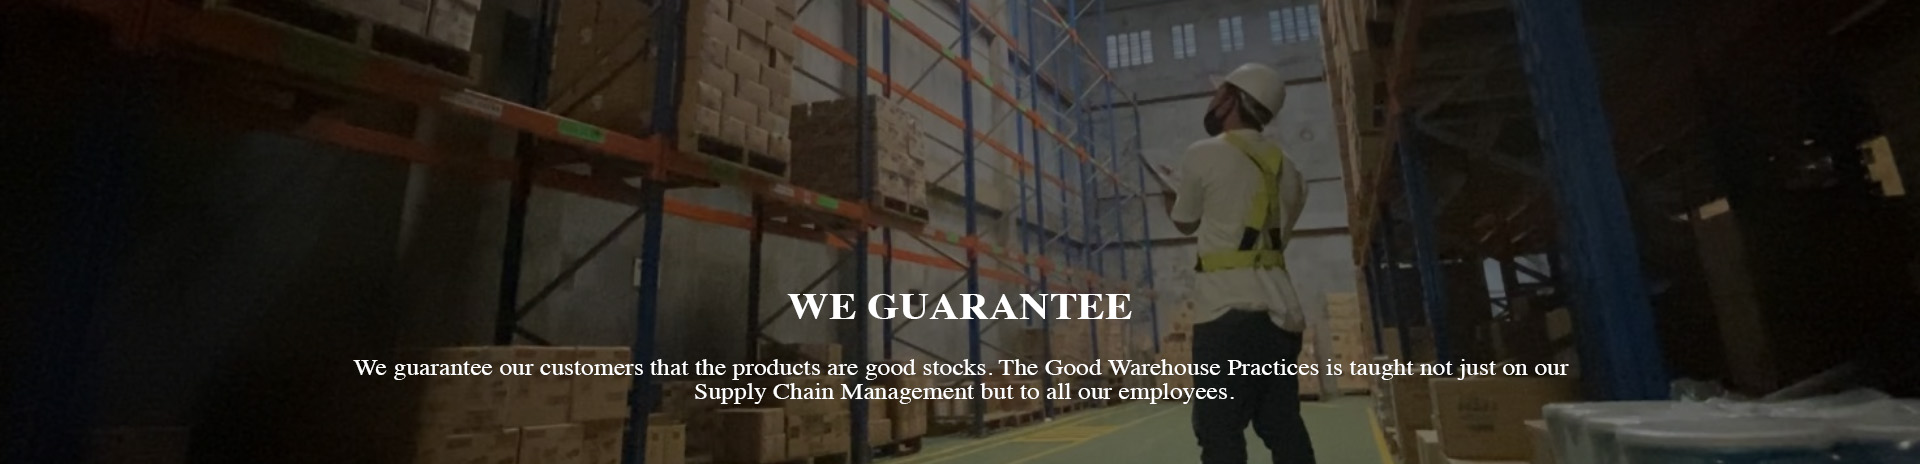 WE GUARANTEE
We guarantee our customers that the products are good stocks. The Good Warehouse Practices is taught not just on our
Supply Chain Management but to all our employees.